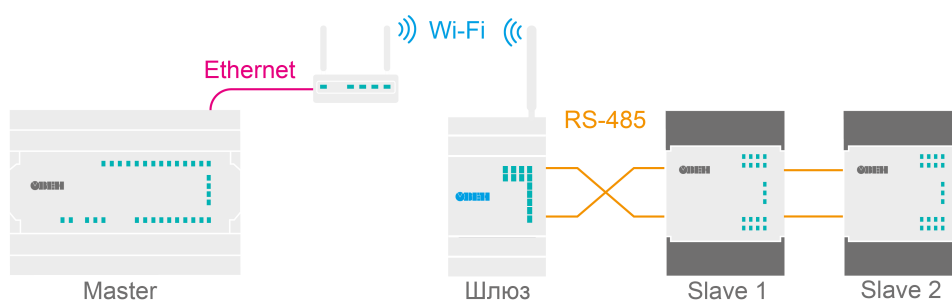 Wi-Fi
Ethernet
RS-485
ОВЕН
ОВЕН
ОВЕН
ОВЕН
Master
Шлюз
Slave 1
Slave 2